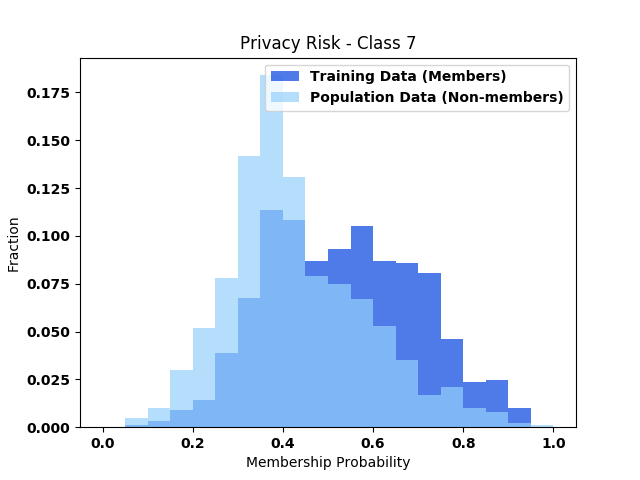 Privacy Risk - Class 7
Training Data (Members)
Population Data (Non-members)
Fraction
0.175
0.150
0.125
0.100
0.075
0.050
0.025
0.000
0.0 0.2 0.4 0.6 0.8 1.0
Membership Probability